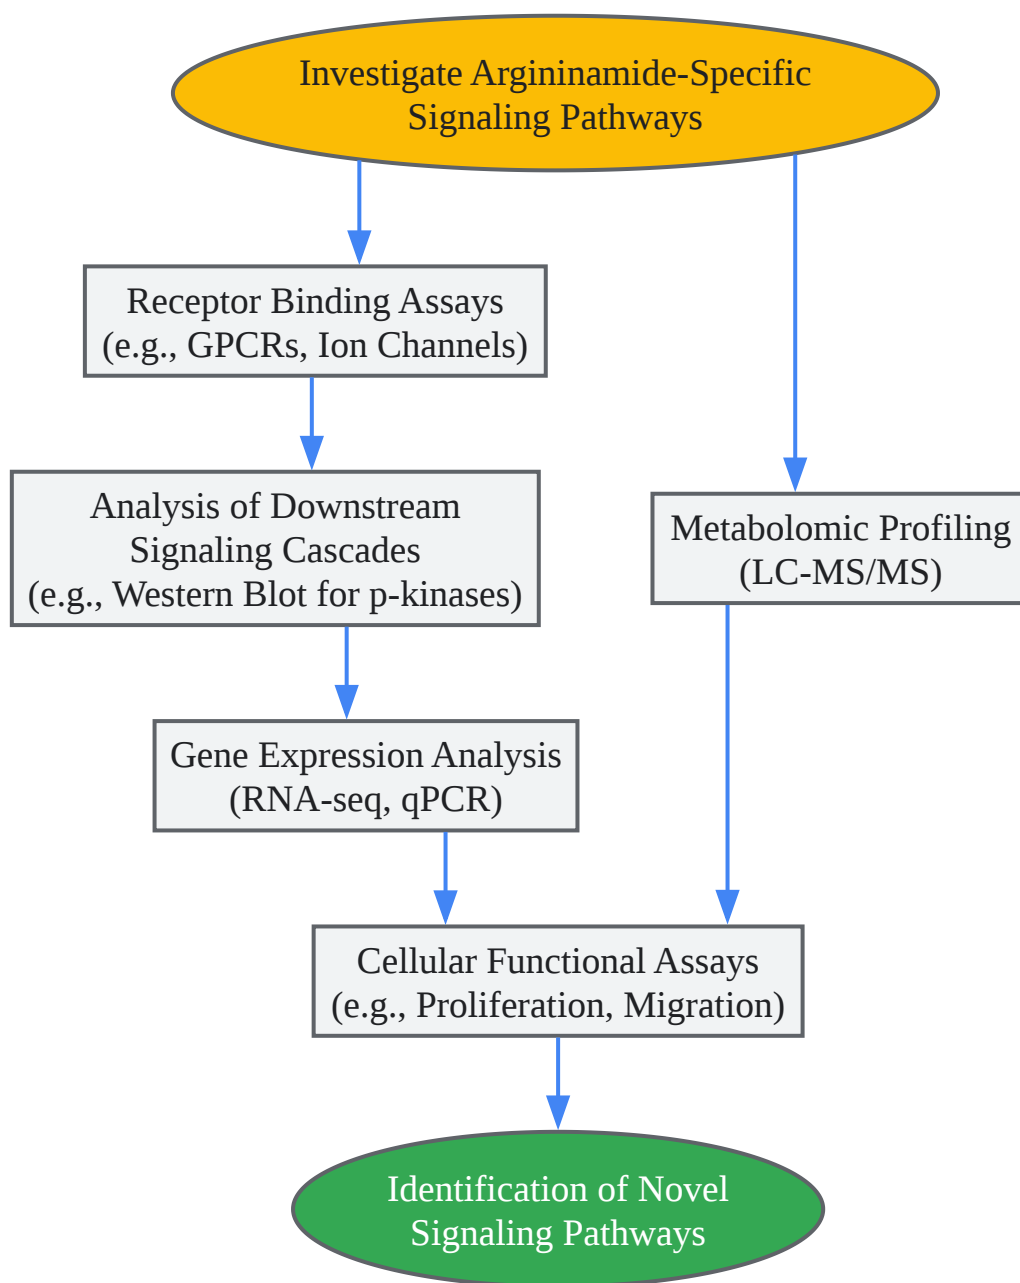 Investigate Argininamide-Specific
Signaling Pathways
Receptor Binding Assays
(e.g., GPCRs, Ion Channels)
Analysis of Downstream
Signaling Cascades
(e.g., Western Blot for p-kinases)
Metabolomic Profiling
(LC-MS/MS)
Gene Expression Analysis
(RNA-seq, qPCR)
Cellular Functional Assays
(e.g., Proliferation, Migration)
Identification of Novel
Signaling Pathways